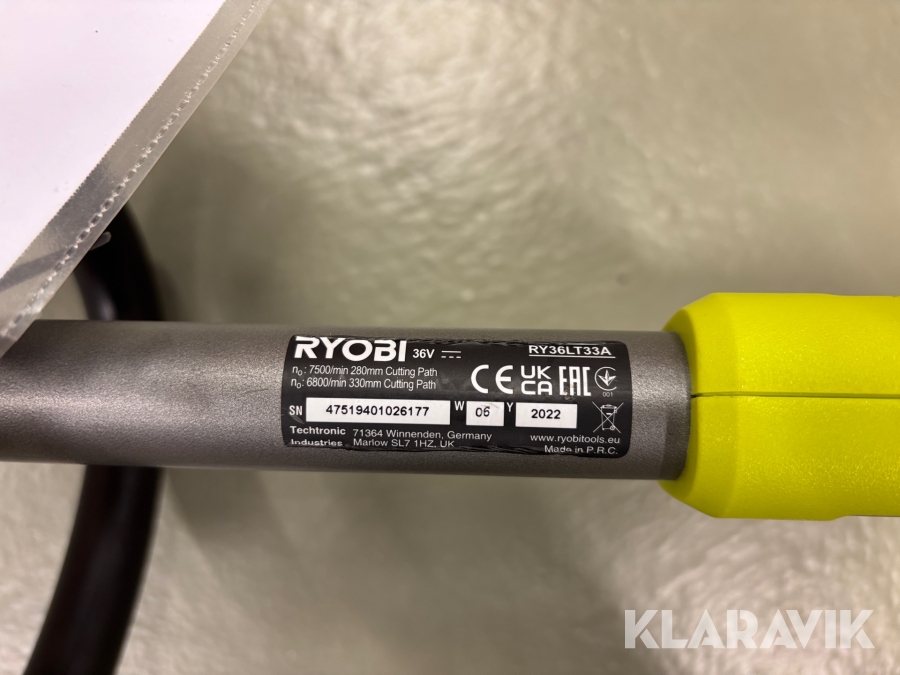 RYOBI 36V RY36LT33A
n₀: 7500/min 280mm Cutting Path
n₀: 6800/min 330mm Cutting Path
CE UK CA EAC
001
SN 47519401026177 W 06 Y 2022
Techtronic Industries
71364 Winnenden, Germany
Marlow SL7 1HZ, UK
www.ryobitools.eu
Made in P.R.C.
KLARAVIK